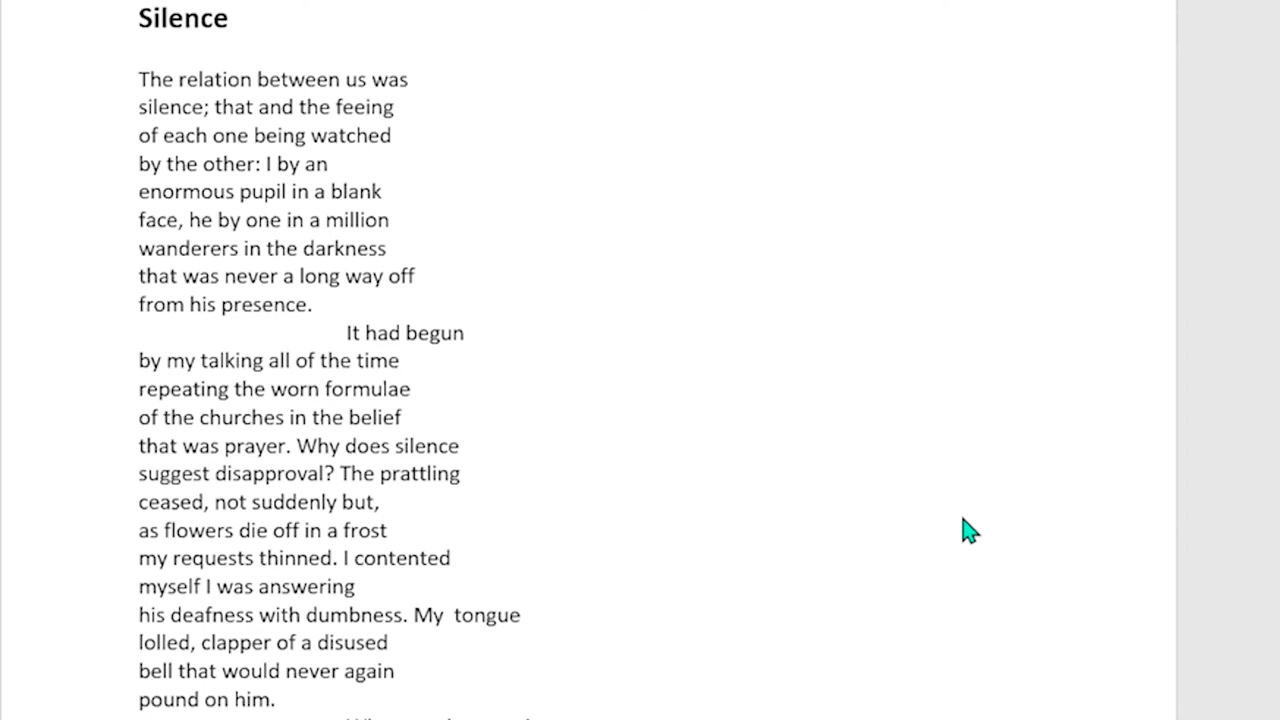 Silence
The relation between us was
silence; that and the feeing
of each one being watched
by the other: I by an
enormous pupil in a blank
face, he by one in a million
wanderers in the darkness
that was never a long way off
from his presence.
It had begun
by my talking all of the time
repeating the worn formulae
of the churches in the belief
that was prayer. Why does silence
suggest disapproval? The prattling
ceased, not suddenly but,
as flowers die off in a frost
my requests thinned. I contented
myself I was answering
his deafness with dumbness. My  tongue
lolled, clapper of a disused
bell that would never again
pound on him.